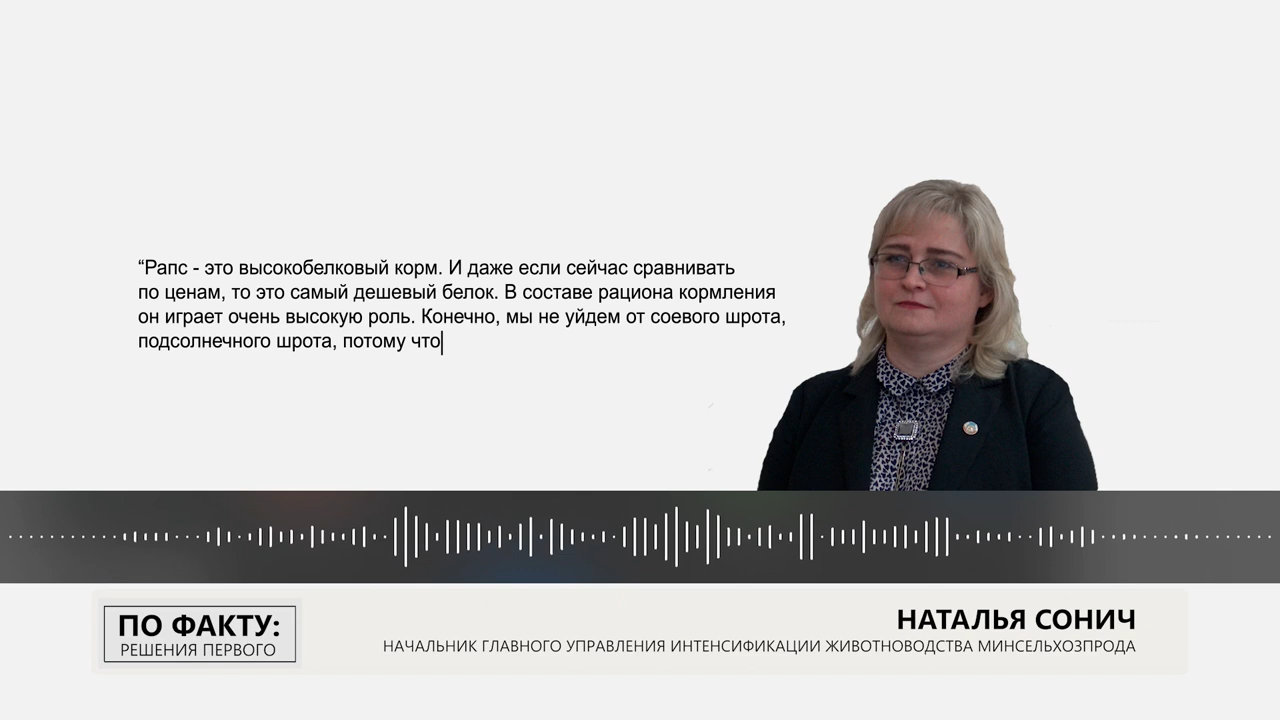 “Рапс - это высокобелковый корм. И даже если сейчас сравнивать
по ценам, то это самый дешевый белок. В составе рациона кормления
он играет очень высокую роль. Конечно, мы не уйдем от соевого шрота,
подсолнечного шрота, потому что
ПО ФАКТУ:
РЕШЕНИЯ ПЕРВОГО
НАТАЛЬЯ СОНИЧ
НАЧАЛЬНИК ГЛАВНОГО УПРАВЛЕНИЯ ИНТЕНСИФИКАЦИИ ЖИВОТНОВОДСТВА МИНСЕЛЬХОЗПРОДА